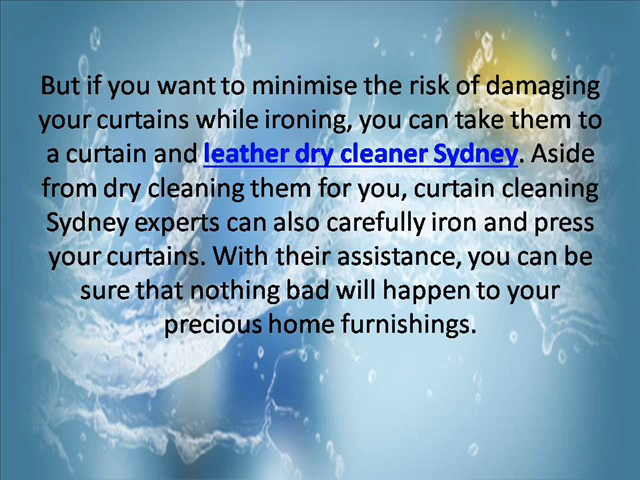 But if you want to minimise the risk of damaging
your curtains while ironing, you can take them to
a curtain and leather dry cleaner Sydney. Aside
from dry cleaning them for you, curtain cleaning
Sydney experts can also carefully iron and press
your curtains. With their assistance, you can be
sure that nothing bad will happen to your
precious home furnishings.